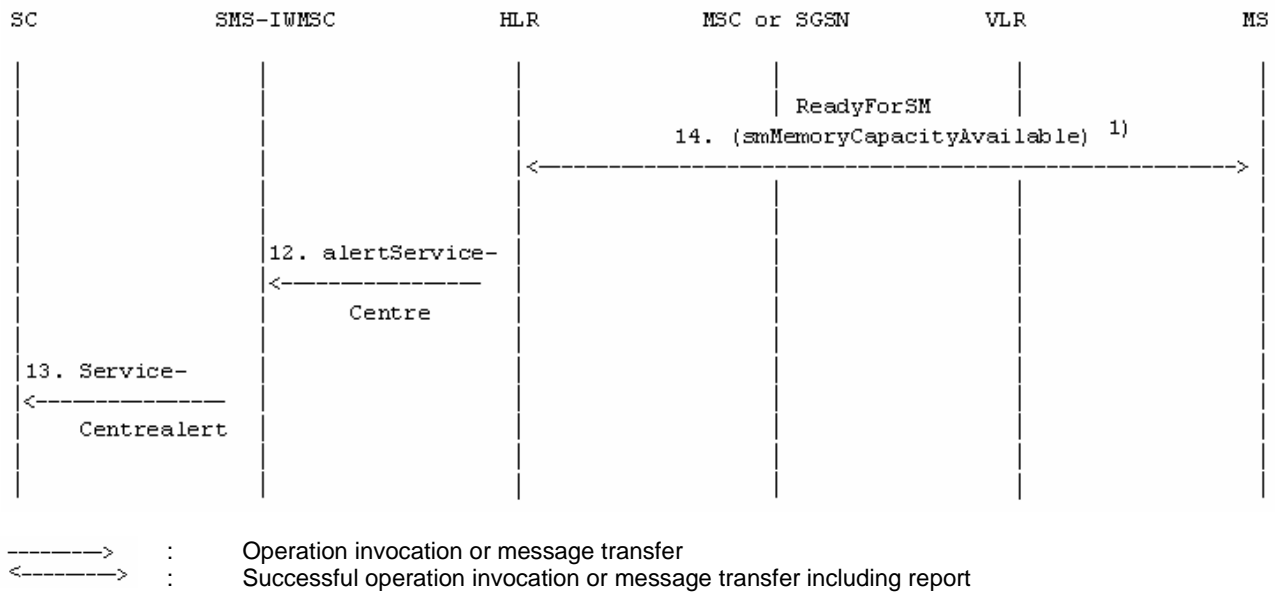 SC SMS-IWMSC HLR MSC or SGSN VLR MS
ReadyForSM
14. (smMemoryCapacityAvailable) 1)
12. alertService-
Centre
13. Service-
Centrealert
: Operation invocation or message transfer
: Successful operation invocation or message transfer including report